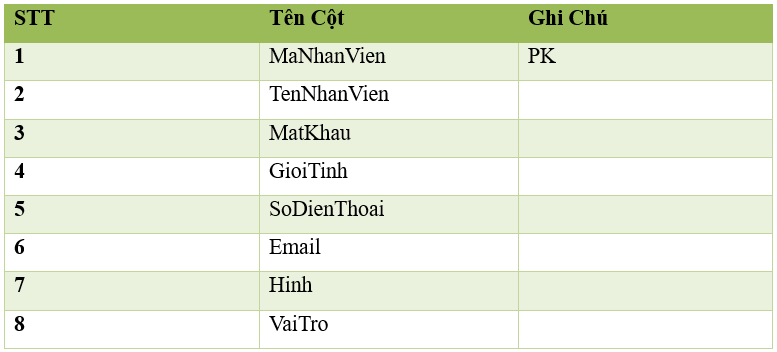 STT Tên Cột Ghi Chú
1 MaNhanVien PK
2 TenNhanVien
3 MatKhau
4 GioiTinh
5 SoDienThoai
6 Email
7 Hinh
8 VaiTro